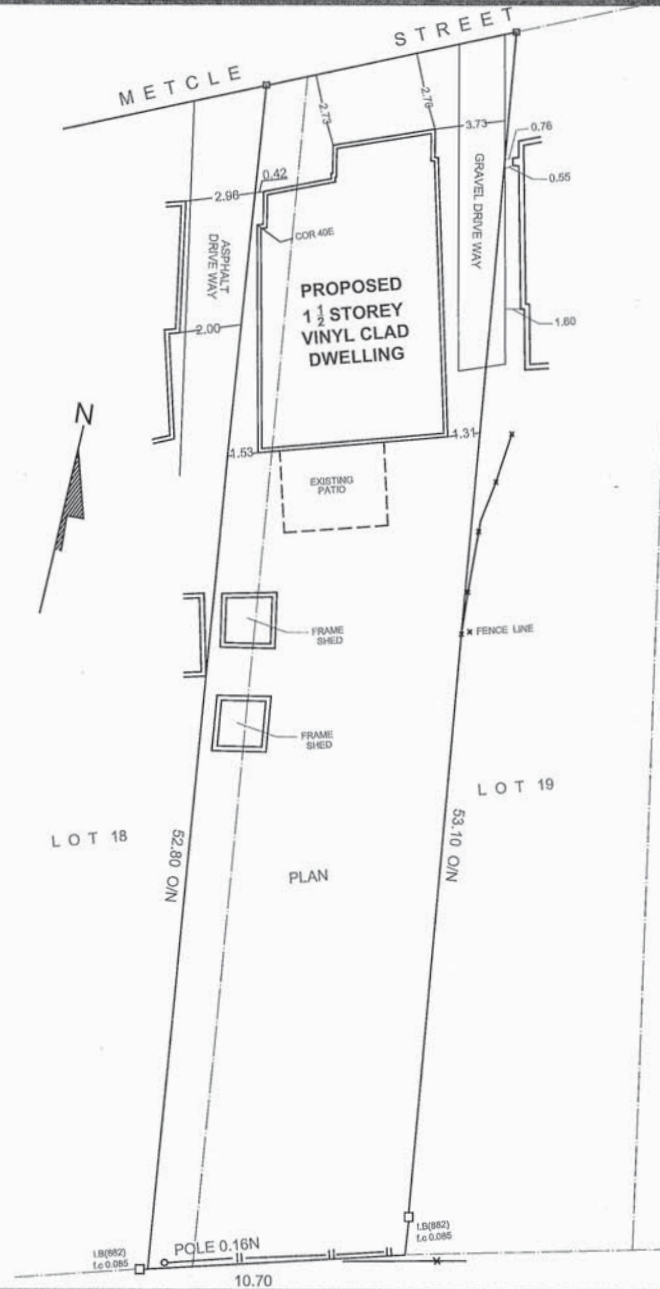 METCLE STREET
2.73
2.76
3.73
0.76
0.42
2.96
0.55
GRAVEL DRIVE WAY
ASPHALT
DRIVE WAY
COR 40E
PROPOSED
1 1/2 STOREY
VINYL CLAD
DWELLING
2.00
1.60
N
1.53
1.31
EXISTING
PATIO
FRAME
SHED
x FENCE LINE
FRAME
SHED
LOT 19
LOT 18
52.80 O/N
53.10 O/N
PLAN
I.B(882)
f.c 0.085
I.B(882)
f.c 0.085
POLE 0.16N
10.70